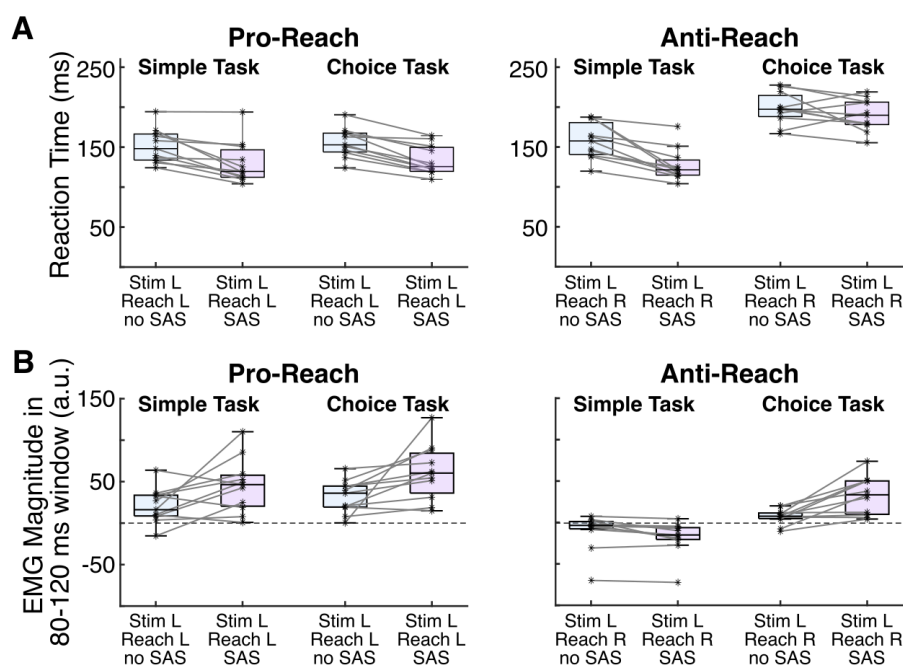 A
Pro-Reach
Anti-Reach
Reaction Time (ms)
250
150
50
Simple Task
Choice Task
250
150
50
Simple Task
Choice Task
Stim L
Reach L
no SAS
Stim L
Reach L
SAS
Stim L
Reach L
no SAS
Stim L
Reach L
SAS
Stim L
Reach R
no SAS
Stim L
Reach R
SAS
Stim L
Reach R
no SAS
Stim L
Reach R
SAS
B
Pro-Reach
Anti-Reach
EMG Magnitude in
80-120 ms window (a.u.)
150
50
-50
Simple Task
Choice Task
Simple Task
Choice Task
Stim L
Reach L
no SAS
Stim L
Reach L
SAS
Stim L
Reach L
no SAS
Stim L
Reach L
SAS
Stim L
Reach R
no SAS
Stim L
Reach R
SAS
Stim L
Reach R
no SAS
Stim L
Reach R
SAS